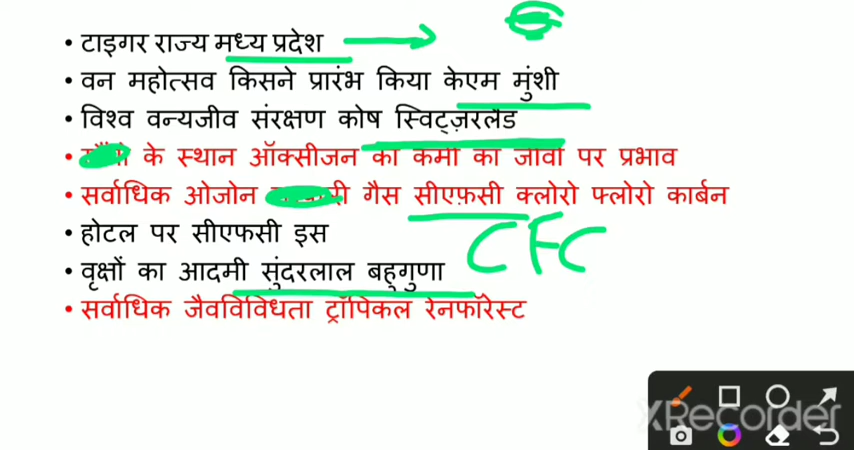 • टाइगर राज्य मध्य प्रदेश
• वन महोत्सव किसने प्रारंभ किया केएम मुंशी
• विश्व वन्यजीव संरक्षण कोष स्विट्ज़रलैंड
• के स्थान ऑक्सीजन की कमी का जीवों पर प्रभाव
• सर्वाधिक ओजोन गैस सीएफ़सी क्लोरो फ्लोरो कार्बन
• होटल पर सीएफसी इस
CFC
• वृक्षों का आदमी सुंदरलाल बहुगुणा
• सर्वाधिक जैवविविधता ट्रॉपिकल रेनफॉरेस्ट
XRecorder